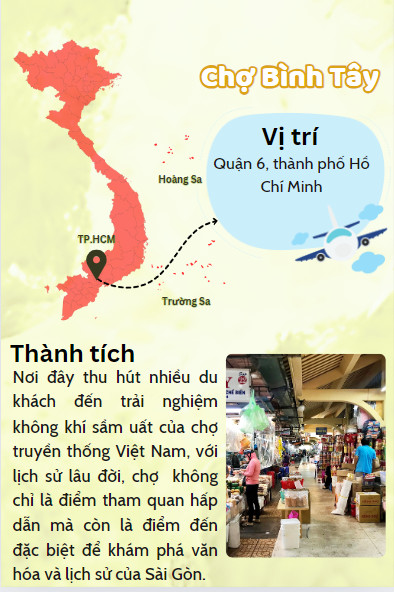 Chợ Bình Tây
Vị trí
Quận 6, thành phố Hồ
Chí Minh
Hoàng Sa
TP.HCM
Trường Sa
Thành tích
Nơi đây thu hút nhiều du
khách đến trải nghiệm
không khí sầm uất của chợ
truyền thống Việt Nam, với
lịch sử lâu đời, chợ không
chỉ là điểm tham quan hấp
dẫn mà còn là điểm đến
đặc biệt để khám phá văn
hóa và lịch sử của Sài Gòn.